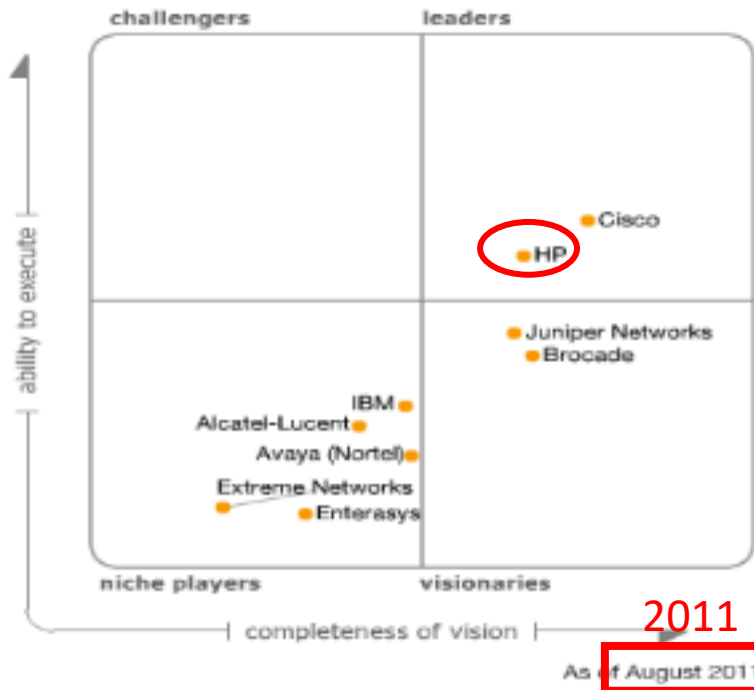 challengers
leaders
Cisco
HP
ability to execute
Juniper Networks
Brocade
IBM
Alcatel-Lucent
Avaya (Nortel)
Extreme Networks
Enterasys
niche players
visionaries
completeness of vision
2011
As of August 2011